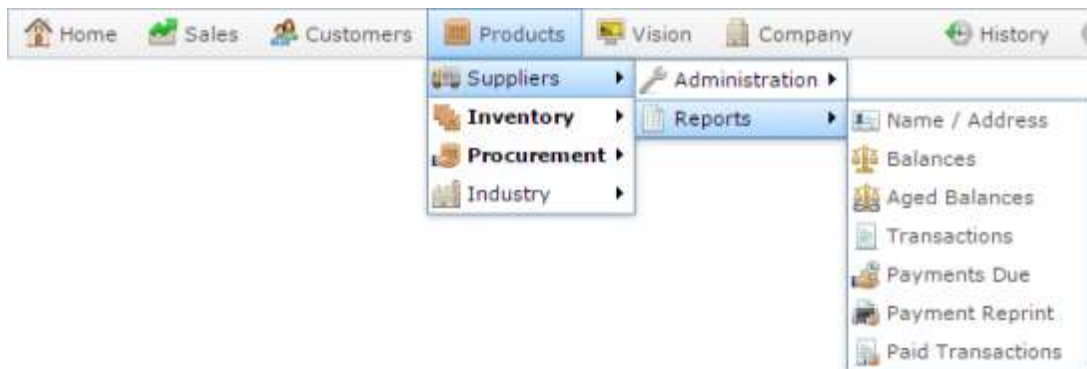 Home Sales Customers Products Vision Company History
Suppliers Administration
Inventory Reports Name / Address
Procurement Balances
Industry Aged Balances
Transactions
Payments Due
Payment Reprint
Paid Transactions